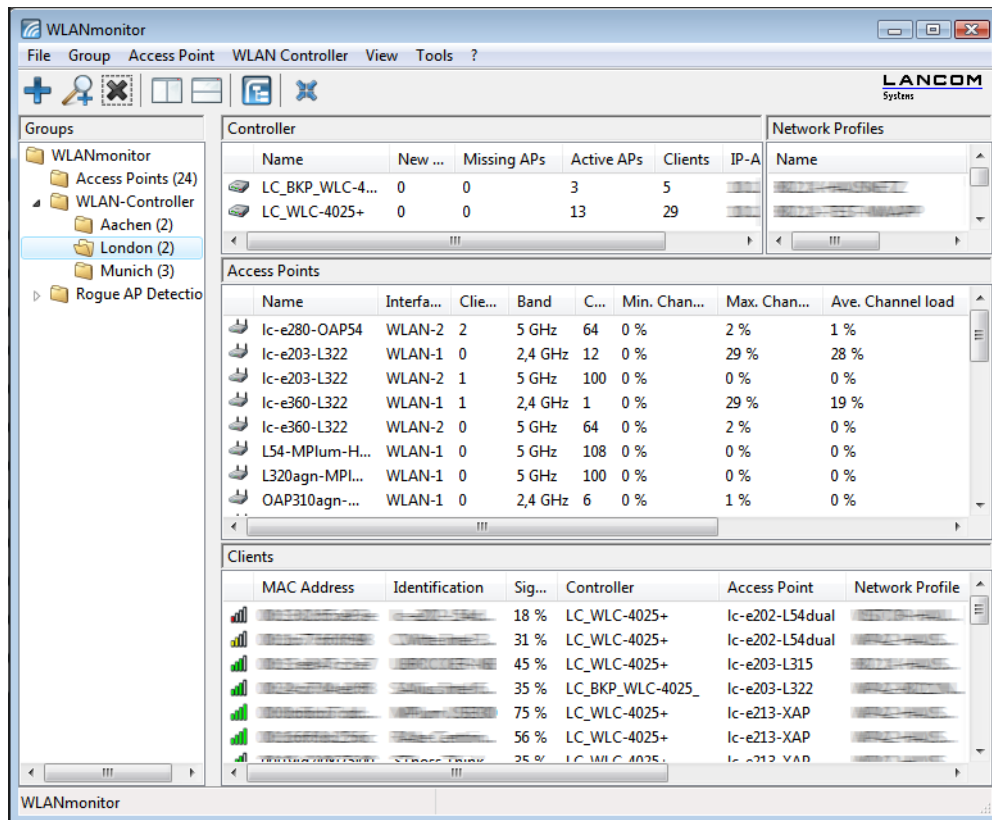 WLANmonitor
File Group Access Point WLAN Controller View Tools ?
LANCOM
Systems
Groups
WLANmonitor
Access Points (24)
WLAN-Controller
Aachen (2)
London (2)
Munich (3)
Rogue AP Detectio
Controller
Name New ... Missing APs Active APs Clients IP-A
LC_BKP_WLC-4... 0 0 3 5
LC_WLC-4025+ 0 0 13 29
Network Profiles
Name
Access Points
Name Interfa... Clie... Band C... Min. Chan... Max. Chan... Ave. Channel load
lc-e280-OAP54 WLAN-2 2 5 GHz 64 0 % 2 % 1 %
lc-e203-L322 WLAN-1 0 2,4 GHz 12 0 % 29 % 28 %
lc-e203-L322 WLAN-2 1 5 GHz 100 0 % 0 % 0 %
lc-e360-L322 WLAN-1 1 2,4 GHz 1 0 % 29 % 19 %
lc-e360-L322 WLAN-2 0 5 GHz 64 0 % 2 % 0 %
L54-MPlum-H... WLAN-1 0 5 GHz 108 0 % 0 % 0 %
L320agn-MPl... WLAN-1 0 5 GHz 100 0 % 0 % 0 %
OAP310agn-... WLAN-1 0 2,4 GHz 6 0 % 1 % 0 %
Clients
MAC Address Identification Sig... Controller Access Point Network Profile
18 % LC_WLC-4025+ lc-e202-L54dual
31 % LC_WLC-4025+ lc-e202-L54dual
45 % LC_WLC-4025+ lc-e203-L315
35 % LC_BKP_WLC-4025_ lc-e203-L322
75 % LC_WLC-4025+ lc-e213-XAP
56 % LC_WLC-4025+ lc-e213-XAP
WLANmonitor